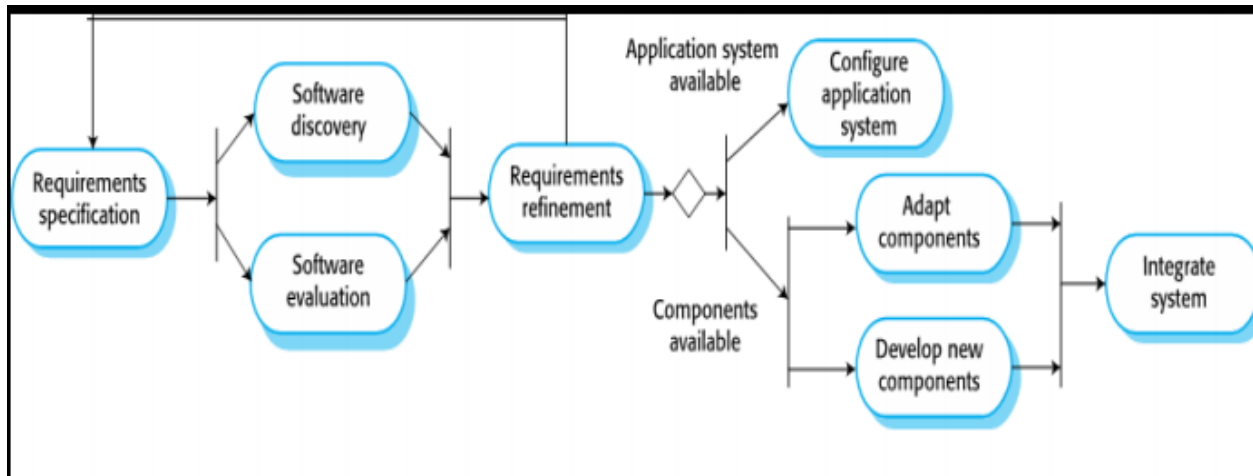 Requirements
specification
Software
discovery
Software
evaluation
Requirements
refinement
Application system
available
Configure
application
system
Components
available
Adapt
components
Develop new
components
Integrate
system